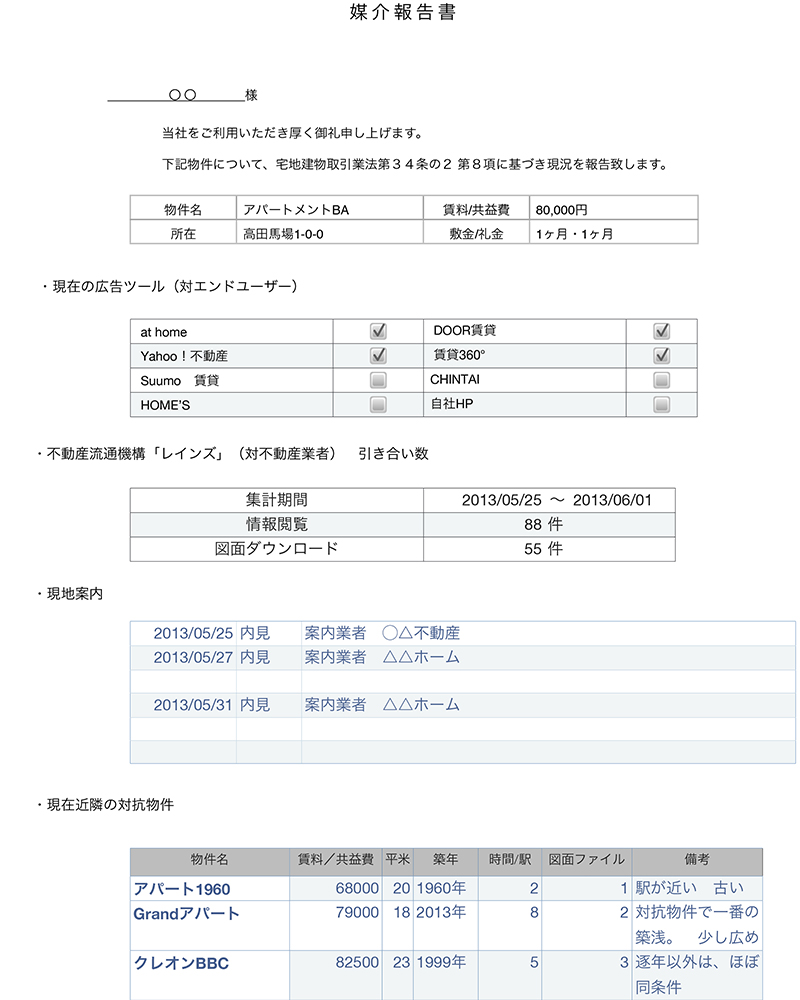 媒介報告書
○○ 様
当社をご利用いただき厚く御礼申し上げます。
下記物件について、宅地建物取引業法第３４条の２ 第８項に基づき現況を報告致します。
物件名 アパートメントBA 賃料/共益費 80,000円
所在 高田馬場1-0-0 敷金/礼金 1ヶ月・1ヶ月
・現在の広告ツール（対エンドユーザー）
at home DOOR賃貸
Yahoo！不動産 賃貸360°
Suumo　賃貸 CHINTAI
HOME'S 自社HP
・不動産流通機構「レインズ」（対不動産業者）　引き合い数
集計期間 2013/05/25 〜 2013/06/01
情報閲覧 88 件
図面ダウンロード 55 件
・現地案内
2013/05/25 内見 案内業者　◯△不動産
2013/05/27 内見 案内業者　△△ホーム
2013/05/31 内見 案内業者　△△ホーム
・現在近隣の対抗物件
物件名 賃料／共益費 平米 築年 時間/駅 図面ファイル 備考
アパート1960 68000 20 1960年 2 1 駅が近い　古い
Grandアパート 79000 18 2013年 8 2 対抗物件で一番の
築浅。　少し広め
クレオンBBC 82500 23 1999年 5 3 逐年以外は、ほぼ
同条件